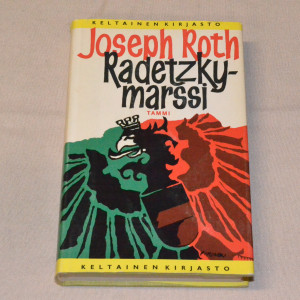 KELTAINEN KIRJASTO
Joseph Roth
Radetzky-
marssi
TAMMI
KELTAINEN KIRJASTO